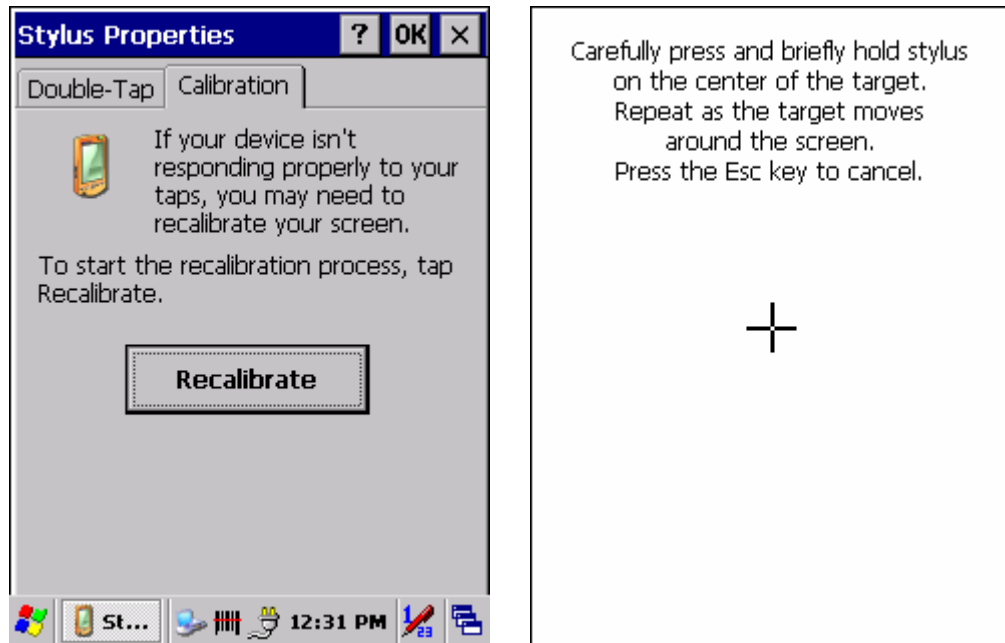 Stylus Properties ? OK ×
Double-Tap Calibration
If your device isn't
responding properly to your
taps, you may need to
recalibrate your screen.
To start the recalibration process, tap
Recalibrate.
Recalibrate
St... 12:31 PM 1/23
Carefully press and briefly hold stylus
on the center of the target.
Repeat as the target moves
around the screen.
Press the Esc key to cancel.